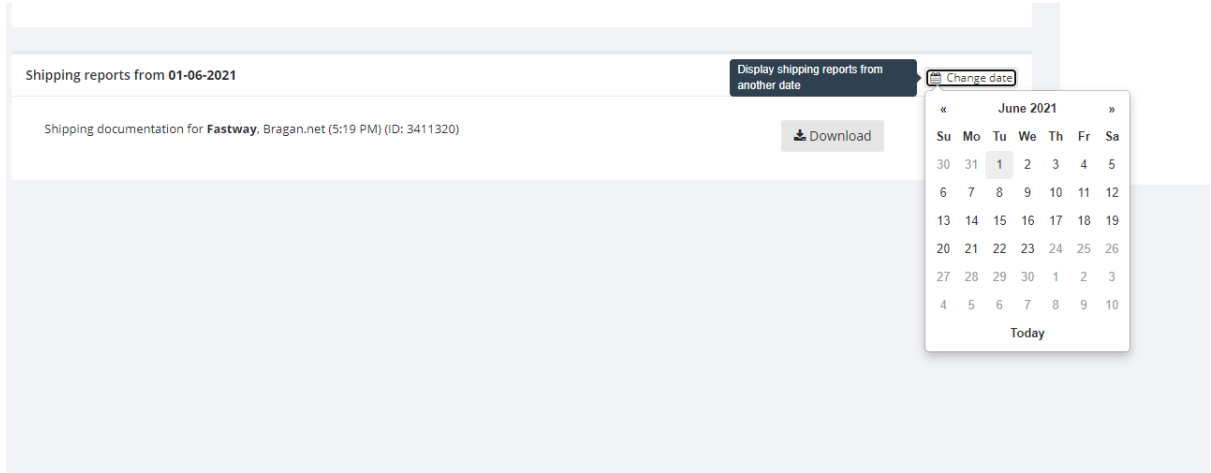 Shipping reports from 01-06-2021
Display shipping reports from
another date
Change date
Shipping documentation for Fastway, Bragan.net (5:19 PM) (ID: 3411320)
Download
« June 2021 »
Su Mo Tu We Th Fr Sa
30 31 1 2 3 4 5
6 7 8 9 10 11 12
13 14 15 16 17 18 19
20 21 22 23 24 25 26
27 28 29 30 1 2 3
4 5 6 7 8 9 10
Today